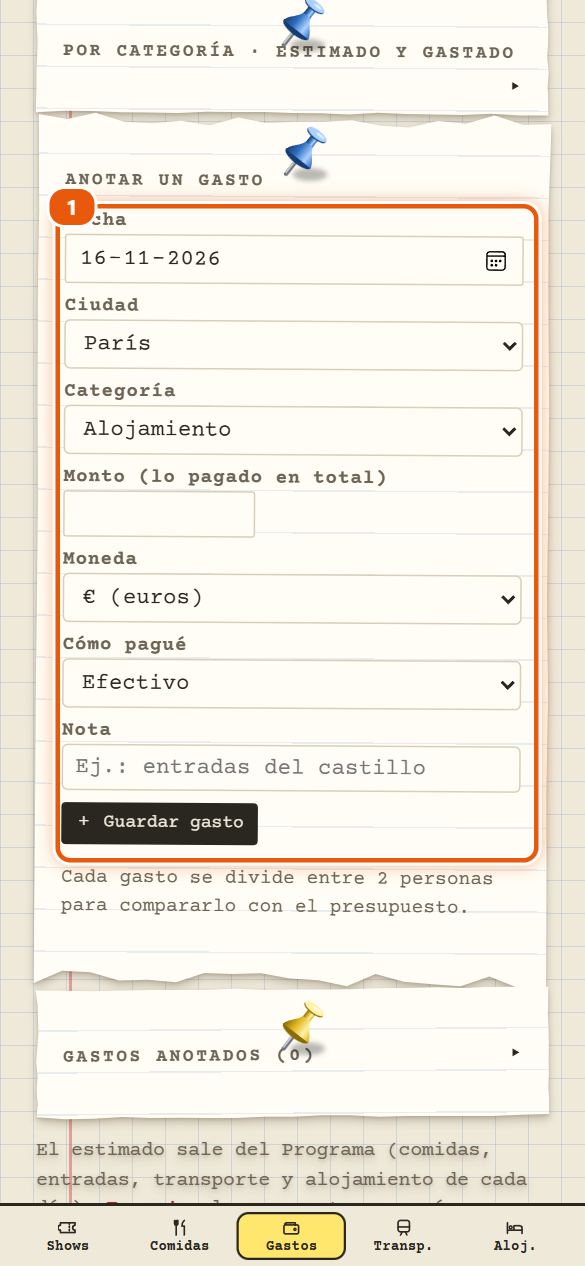 POR CATEGORÍA · ESTIMADO Y GASTADO
ANOTAR UN GASTO
1
16-11-2026
Ciudad
París
Categoría
Alojamiento
Monto (lo pagado en total)
Moneda
€ (euros)
Cómo pagué
Efectivo
Nota
Ej.: entradas del castillo
+ Guardar gasto
Cada gasto se divide entre 2 personas
para compararlo con el presupuesto.
GASTOS ANOTADOS (0)
El estimado sale del Programa (comidas,
entradas, transporte y alojamiento de cada
Shows
Comidas
Gastos
Transp.
Aloj.